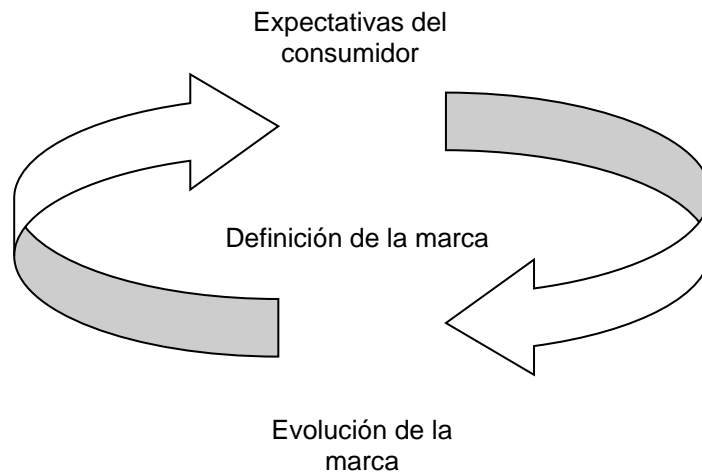 Expectativas del
consumidor
Definición de la marca
Evolución de la
marca